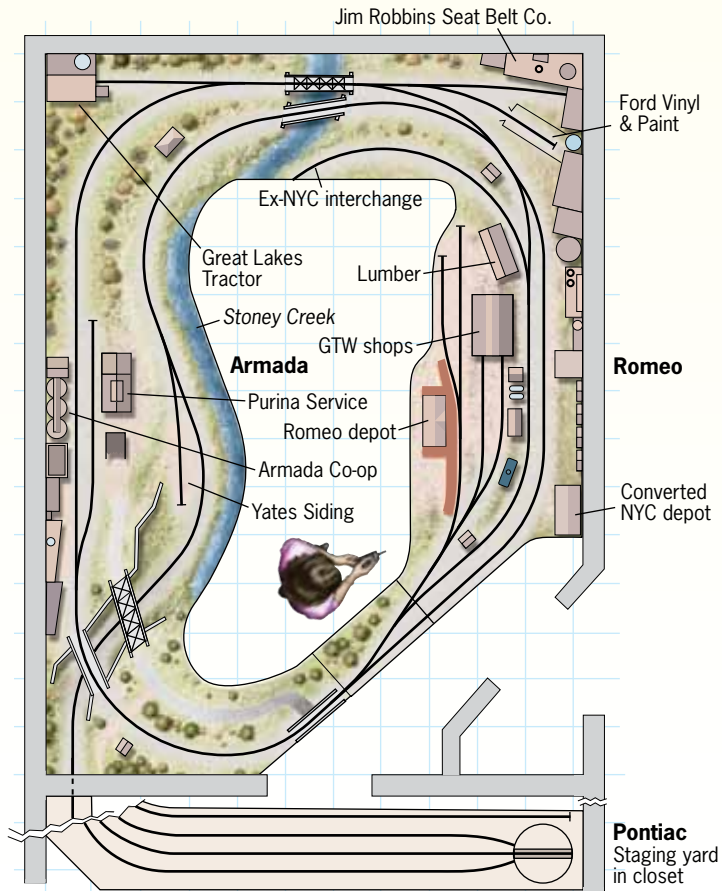 Jim Robbins Seat Belt Co.
Ford Vinyl
& Paint
Ex-NYC interchange
Great Lakes
Tractor
Lumber
Stoney Creek
GTW shops
Armada
Romeo
Purina Service
Romeo depot
Armada Co-op
Yates Siding
Converted
NYC depot
Pontiac
Staging yard
in closet